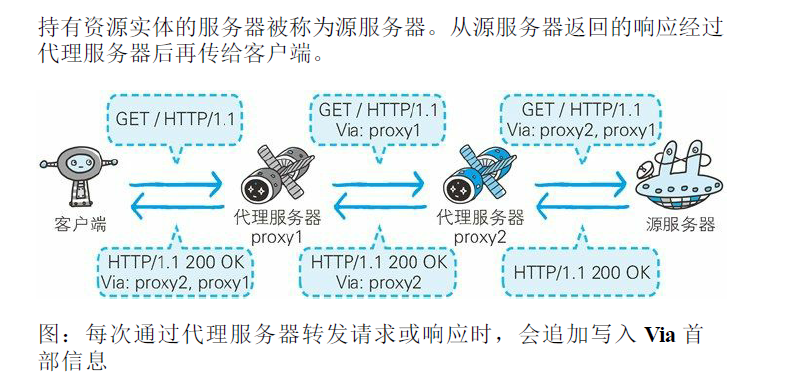 持有资源实体的服务器被称为源服务器。从源服务器返回的响应经过
代理服务器后再传给客户端。
GET / HTTP/1.1
GET / HTTP/1.1
Via: proxy1
GET / HTTP/1.1
Via: proxy2, proxy1
客户端
代理服务器
proxy1
代理服务器
proxy2
源服务器
HTTP/1.1 200 OK
Via: proxy2, proxy1
HTTP/1.1 200 OK
Via: proxy2
HTTP/1.1 200 OK
图：每次通过代理服务器转发请求或响应时，会追加写入 Via 首
部信息